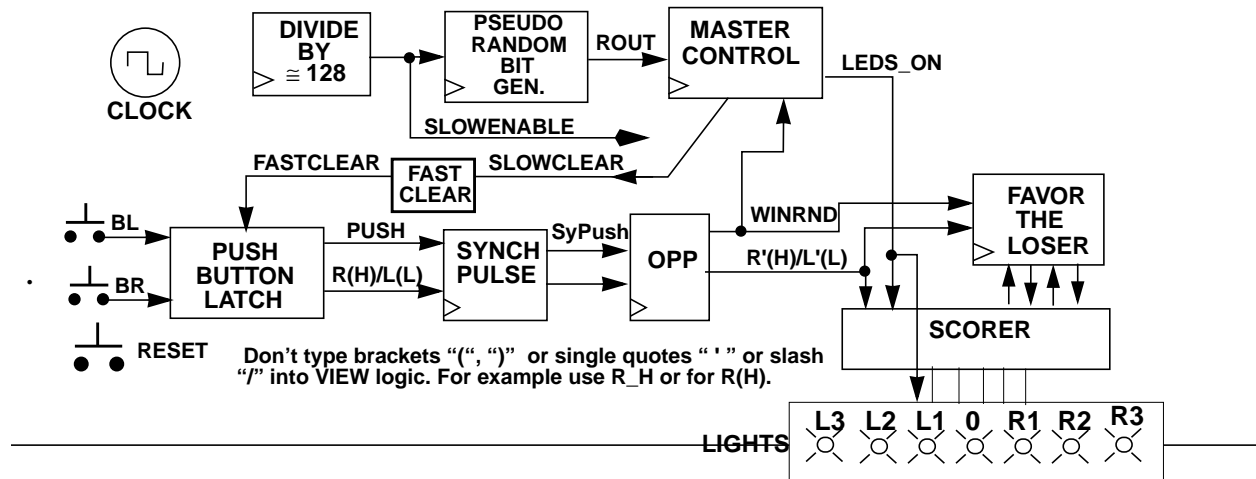 DIVIDE
BY
≅ 128
PSEUDO
RANDOM
BIT
GEN.
ROUT
MASTER
CONTROL
LEDS_ON
CLOCK
SLOWENABLE
FASTCLEAR
FAST
CLEAR
SLOWCLEAR
BL
BR
PUSH
BUTTON
LATCH
PUSH
R(H)/L(L)
SYNCH
PULSE
SyPush
OPP
WINRND
R'(H)/L'(L)
FAVOR
THE
LOSER
SCORER
RESET
Don’t type brackets “(“, “)”  or single quotes “ ' ” or slash
“/” into VIEW logic. For example use R_H or for R(H).
LIGHTS
L3 L2 L1 0 R1 R2 R3